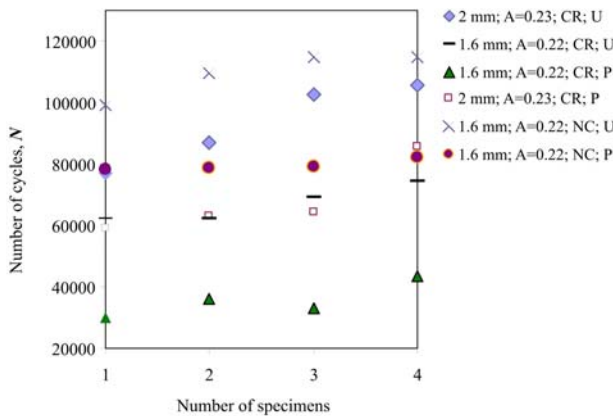 120000
100000
80000
60000
40000
20000
Number of cycles, N
1 2 3 4
Number of specimens
2 mm; A=0.23; CR; U
1.6 mm; A=0.22; CR; U
1.6 mm; A=0.22; CR; P
2 mm; A=0.23; CR; P
1.6 mm; A=0.22; NC; U
1.6 mm; A=0.22; NC; P